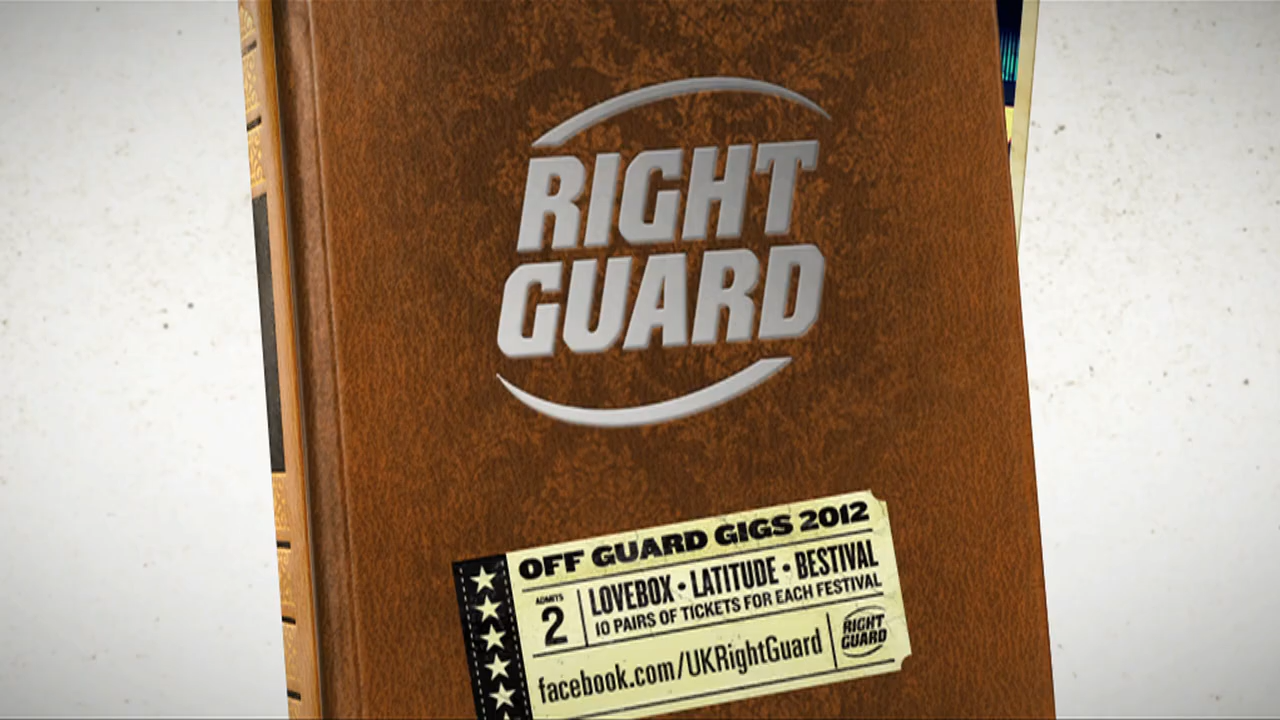 RIGHT
GUARD
OFF GUARD GIGS 2012
ADMITS
2
LOVEBOX • LATITUDE • BESTIVAL
10 PAIRS OF TICKETS FOR EACH FESTIVAL
facebook.com/UKRightGuard
RIGHT
GUARD